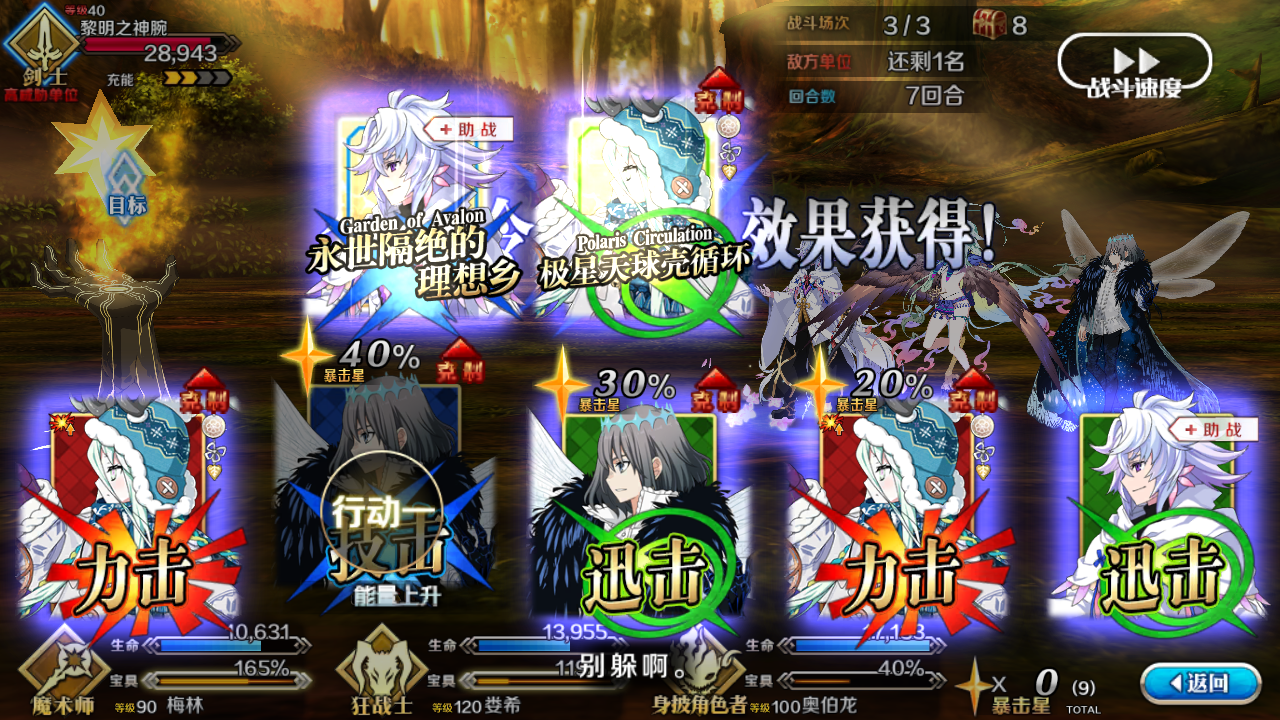 等级40
黎明之神腕
28,943
剑士
充能
高威胁单位
目标
战斗场次 3/3 8
敌方单位 还剩1名
回合数 7回合
战斗速度
+ 助战
克制
Garden of Avalon
永世隔绝的
理想乡
Polaris Circulation
极星天球壳循环
效果获得!
克制
40%
暴击星
克制
30%
暴击星
克制
20%
暴击星
克制
+ 助战
力击
行动一
技击
能量上升
迅击
力击
迅击
生命 10,631
宝具 165%
魔术师 等级90 梅林
生命 13,955
宝具
狂战士 等级120 娄希
别躲啊。
生命
宝具 40%
身披角色者 等级100 奥伯龙
X 0 (9)
暴击星 TOTAL
返回